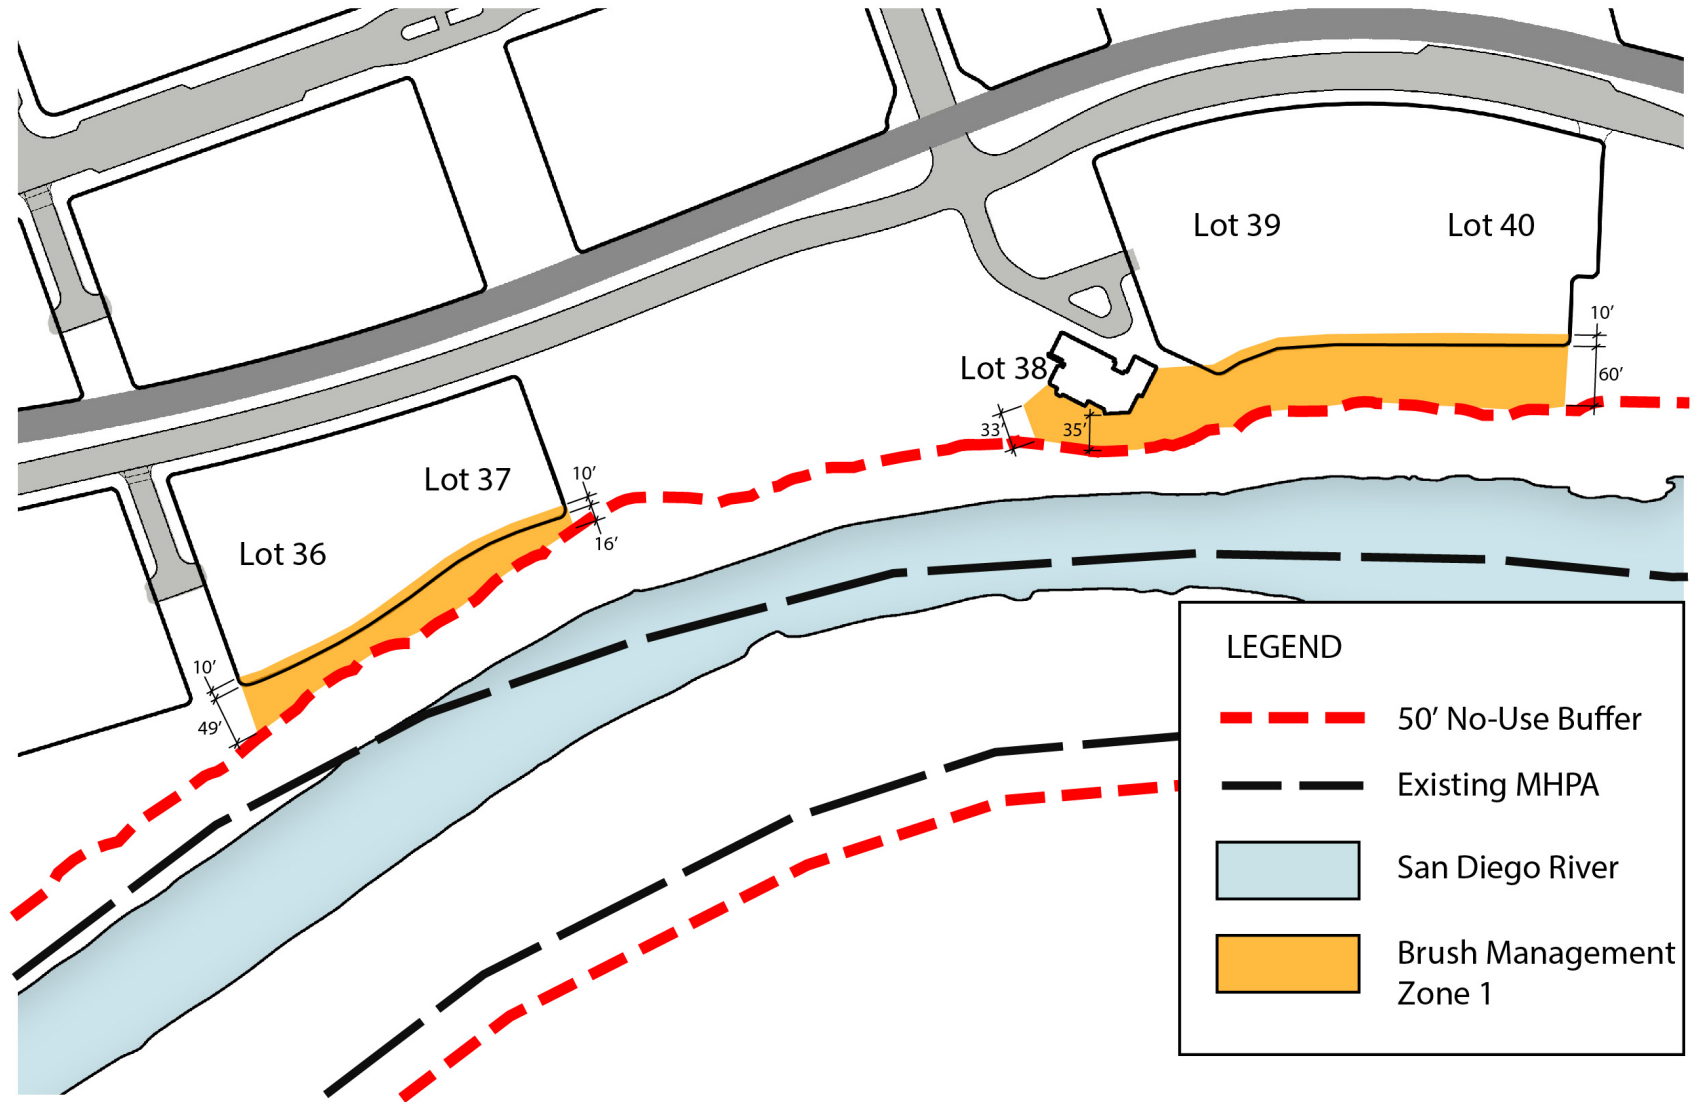 Lot 39
Lot 40
10’
60’
Lot 38
33’
35’
Lot 37
10’
16’
Lot 36
10’
49’
LEGEND
50’ No-Use Buffer
Existing MHPA
San Diego River
Brush Management
Zone 1